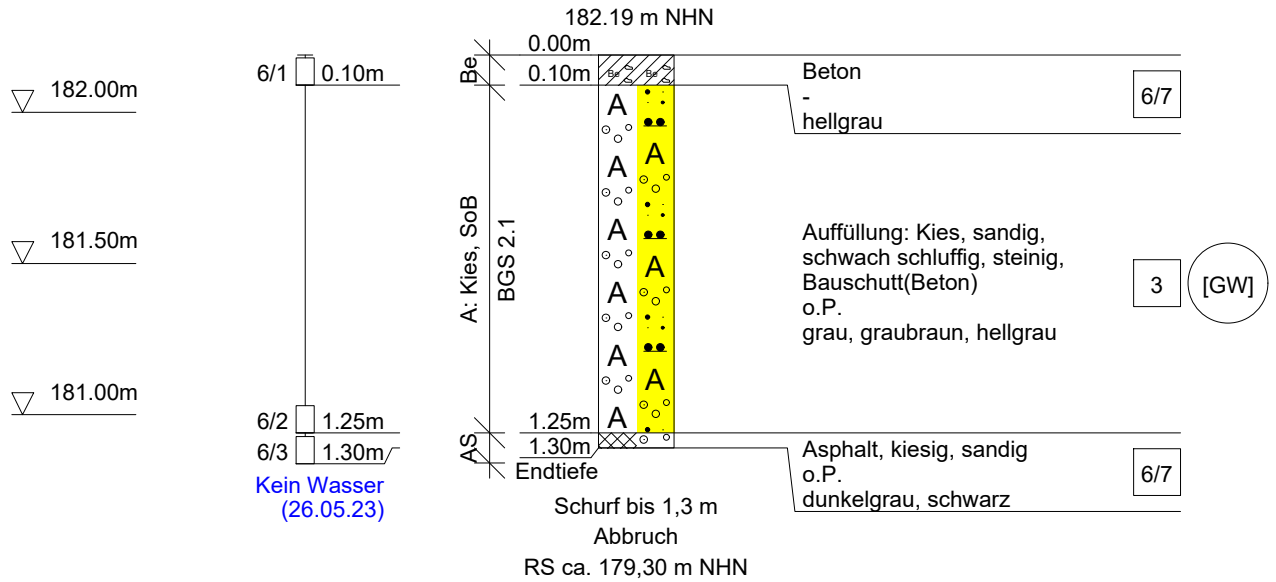 182.19 m NHN
0.00m
6/1 0.10m
Be
0.10m
Be Be
Beton
-
hellgrau
6/7
182.00m
181.50m
181.00m
A: Kies, SoB
BGS 2.1
A
A
A
A
A
A
A
A
A
Auffüllung: Kies, sandig,
schwach schluffig, steinig,
Bauschutt(Beton)
o.P.
grau, graubraun, hellgrau
3
[GW]
6/2 1.25m
6/3 1.30m
Kein Wasser
(26.05.23)
AS
1.25m
1.30m
Endtiefe
Asphalt, kiesig, sandig
o.P.
dunkelgrau, schwarz
6/7
Schurf bis 1,3 m
Abbruch
RS ca. 179,30 m NHN